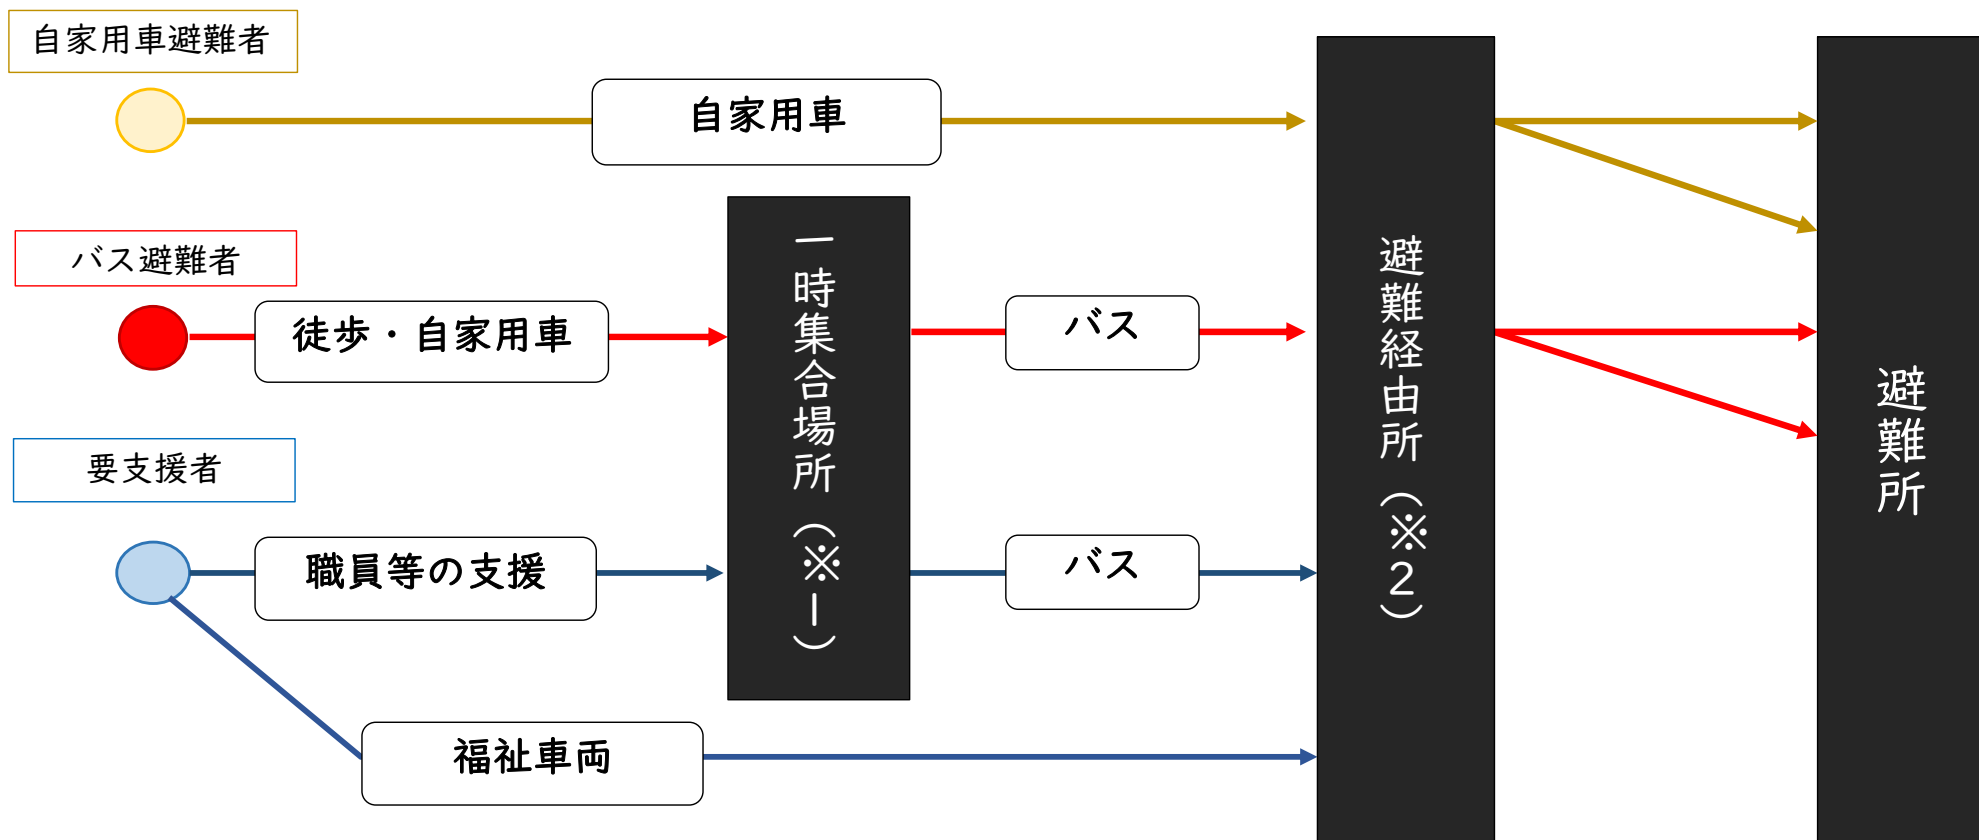 自家用車避難者
自家用車
バス避難者
徒歩・自家用車
一時集合場所（※1）
バス
避難経由所（※2）
避難所
要支援者
職員等の支援
バス
福祉車両